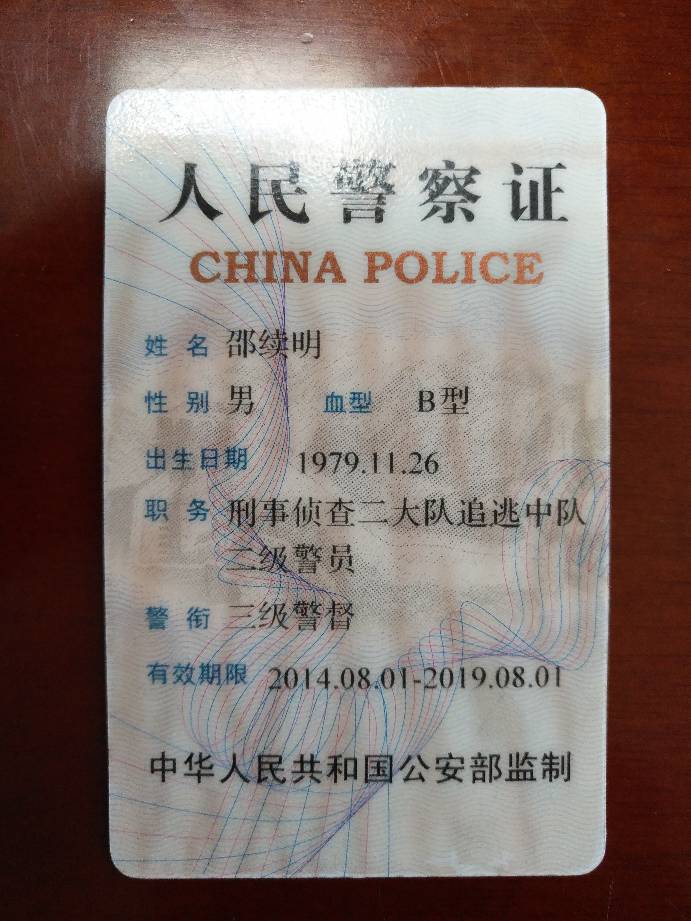 人民警察证
CHINA POLICE
姓名 邵续明
性别 男 血型 B型
出生日期 1979.11.26
职务 刑事侦查二大队追逃中队
二级警员
警衔 三级警督
有效期限 2014.08.01-2019.08.01
中华人民共和国公安部监制